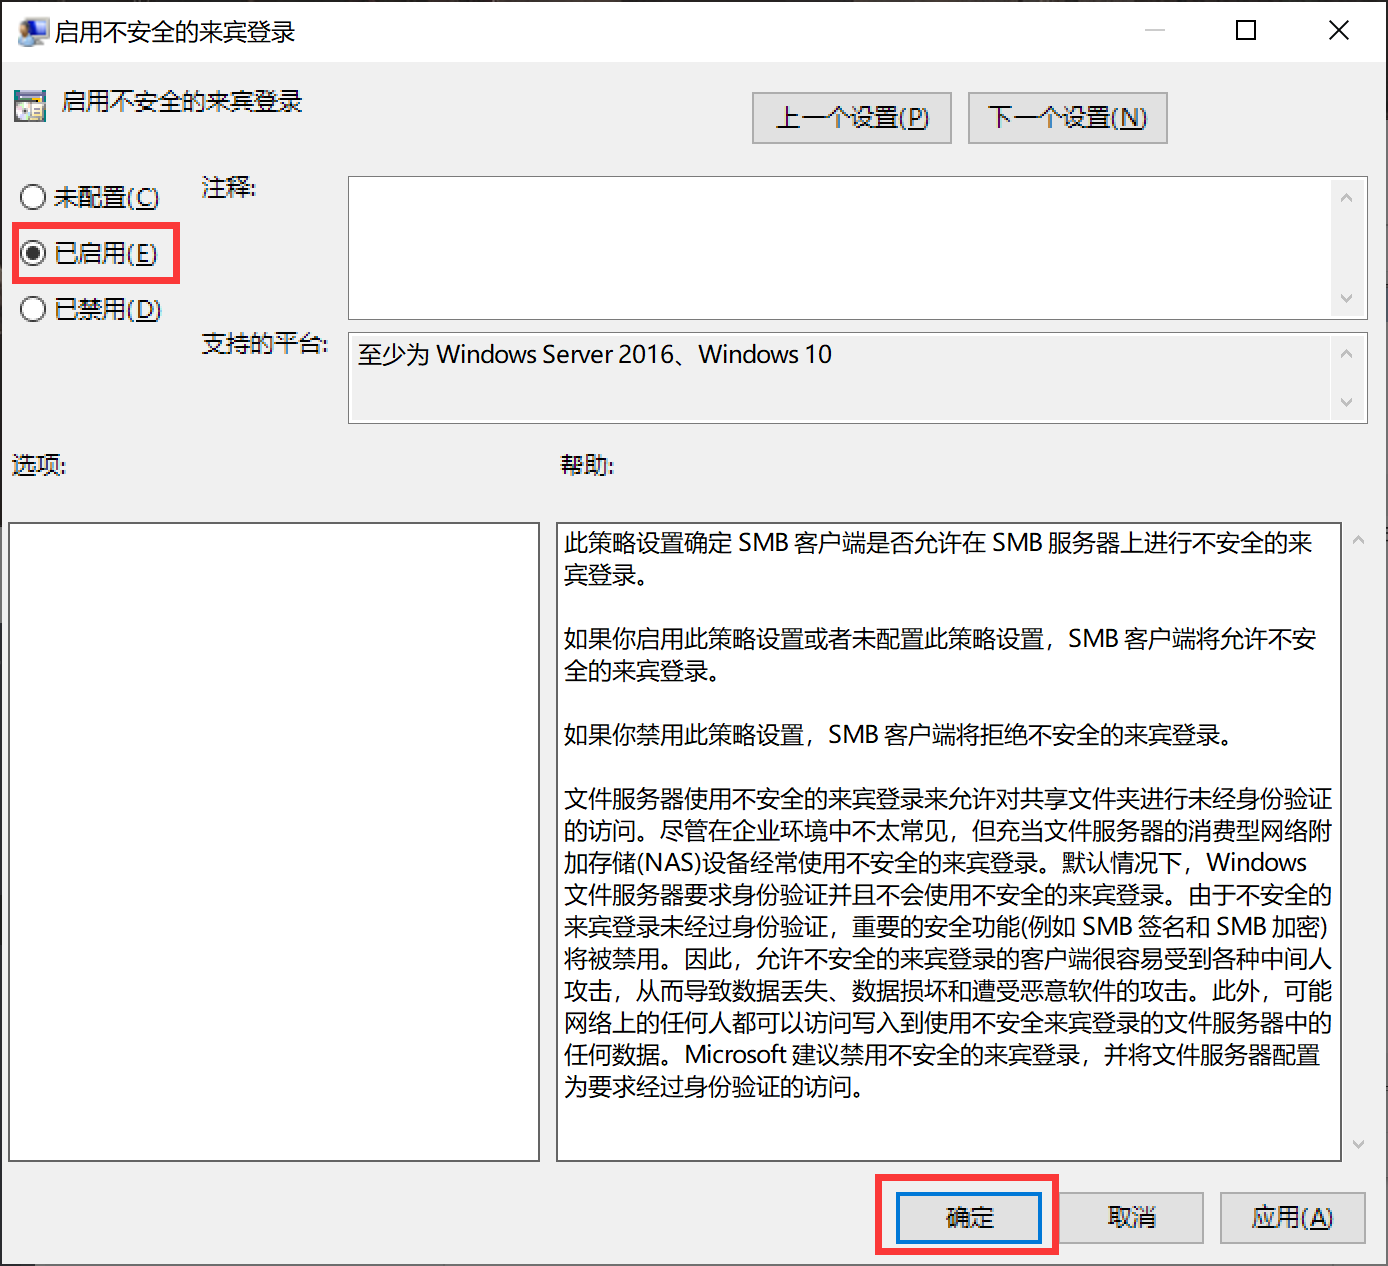 启用不安全的来宾登录
启用不安全的来宾登录
上一个设置(P)
下一个设置(N)
未配置(C)
已启用(E)
已禁用(D)
注释:
支持的平台:
至少为 Windows Server 2016、Windows 10
选项:
帮助:
此策略设置确定 SMB 客户端是否允许在 SMB 服务器上进行不安全的来
宾登录。
如果你启用此策略设置或者未配置此策略设置，SMB 客户端将允许不安
全的来宾登录。
如果你禁用此策略设置，SMB 客户端将拒绝不安全的来宾登录。
文件服务器使用不安全的来宾登录来允许对共享文件夹进行未经身份验证
的访问。尽管在企业环境中不太常见，但充当文件服务器的消费型网络附
加存储(NAS)设备经常使用不安全的来宾登录。默认情况下，Windows
文件服务器要求身份验证并且不会使用不安全的来宾登录。由于不安全的
来宾登录未经过身份验证，重要的安全功能(例如 SMB 签名和 SMB 加密)
将被禁用。因此，允许不安全的来宾登录的客户端很容易受到各种中间人
攻击，从而导致数据丢失、数据损坏和遭受恶意软件的攻击。此外，可能
网络上的任何人都可以访问写入到使用不安全来宾登录的文件服务器中的
任何数据。Microsoft 建议禁用不安全的来宾登录，并将文件服务器配置
为要求经过身份验证的访问。
确定
取消
应用(A)